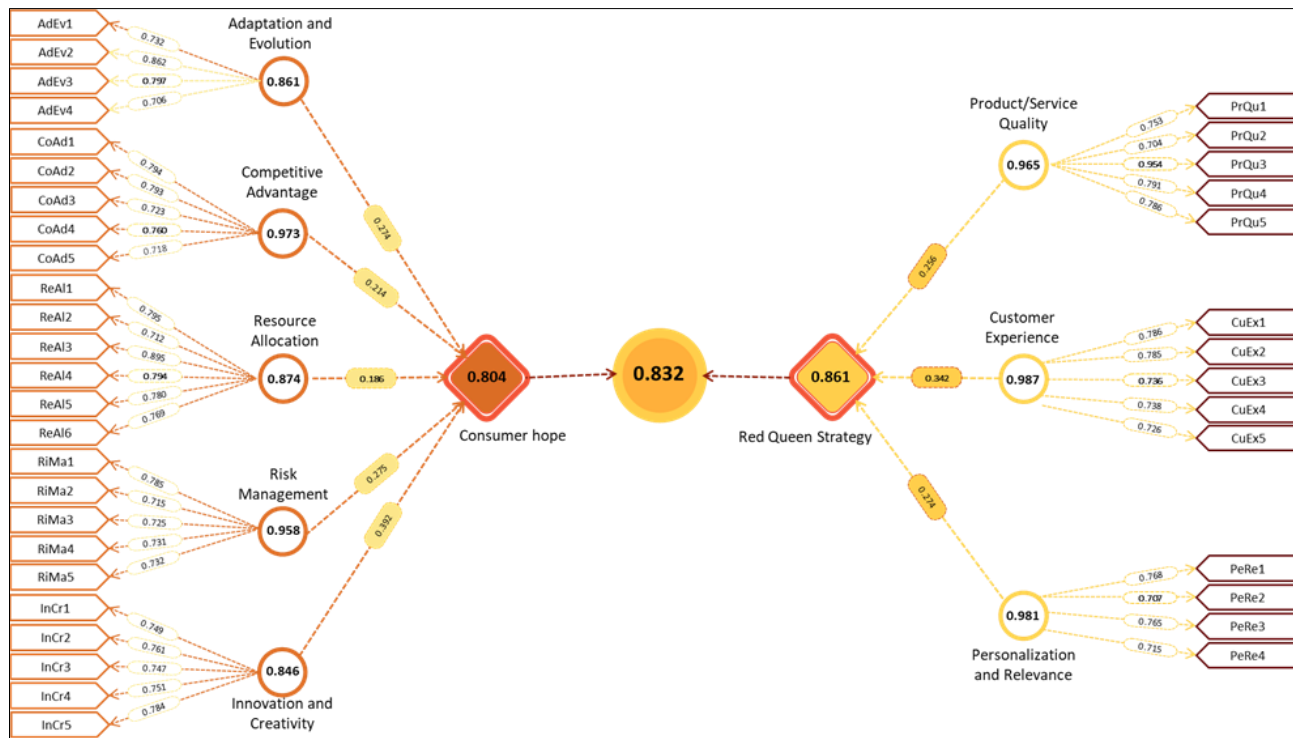 AdEv1
AdEv2
AdEv3
AdEv4
0.732
0.862
0.797
0.706
Adaptation and
Evolution
0.861
0.274
CoAd1
CoAd2
CoAd3
CoAd4
CoAd5
0.794
0.793
0.723
0.760
0.718
Competitive
Advantage
0.973
0.214
ReAl1
ReAl2
ReAl3
ReAl4
ReAl5
ReAl6
0.795
0.712
0.895
0.794
0.780
0.769
Resource
Allocation
0.874
0.186
RiMa1
RiMa2
RiMa3
RiMa4
RiMa5
0.785
0.715
0.725
0.731
0.732
Risk
Management
0.958
0.275
InCr1
InCr2
InCr3
InCr4
InCr5
0.749
0.761
0.747
0.751
0.784
0.846
Innovation and
Creativity
0.392
0.804
Consumer hope
0.832
0.861
Red Queen Strategy
Product/Service
Quality
0.965
0.256
0.753
0.704
0.954
0.791
0.786
PrQu1
PrQu2
PrQu3
PrQu4
PrQu5
Customer
Experience
0.987
0.342
0.786
0.785
0.736
0.738
0.726
CuEx1
CuEx2
CuEx3
CuEx4
CuEx5
0.274
0.981
Personalization
and Relevance
0.768
0.707
0.765
0.715
PeRe1
PeRe2
PeRe3
PeRe4